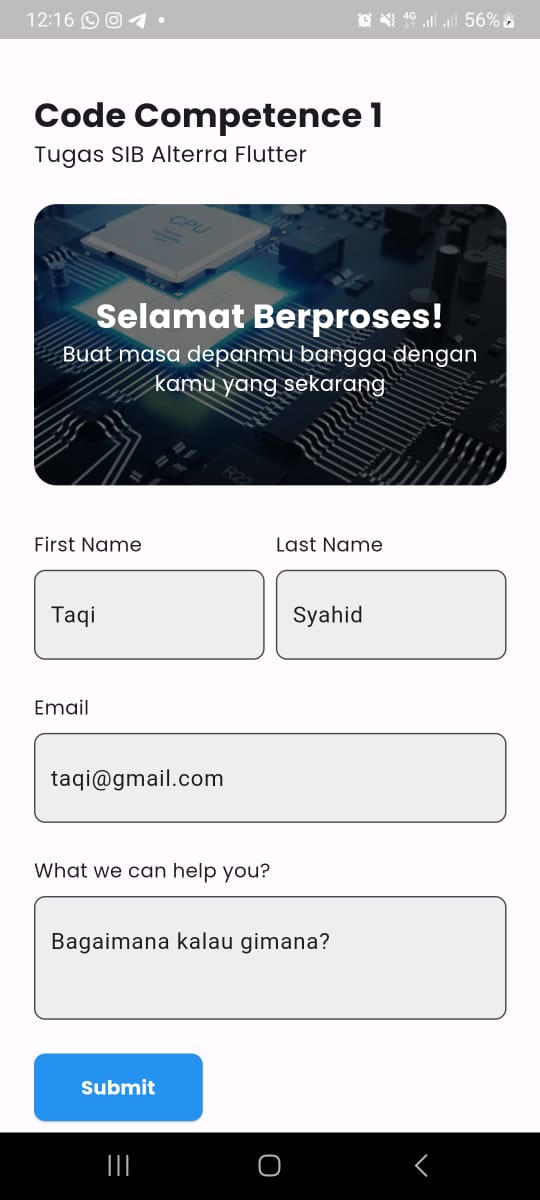 12:16
4G
56%
Code Competence 1
Tugas SIB Alterra Flutter
CPU
Selamat Berproses!
Buat masa depanmu bangga dengan
kamu yang sekarang
R22
First Name
Last Name
Taqi
Syahid
Email
taqi@gmail.com
What we can help you?
Bagaimana kalau gimana?
Submit